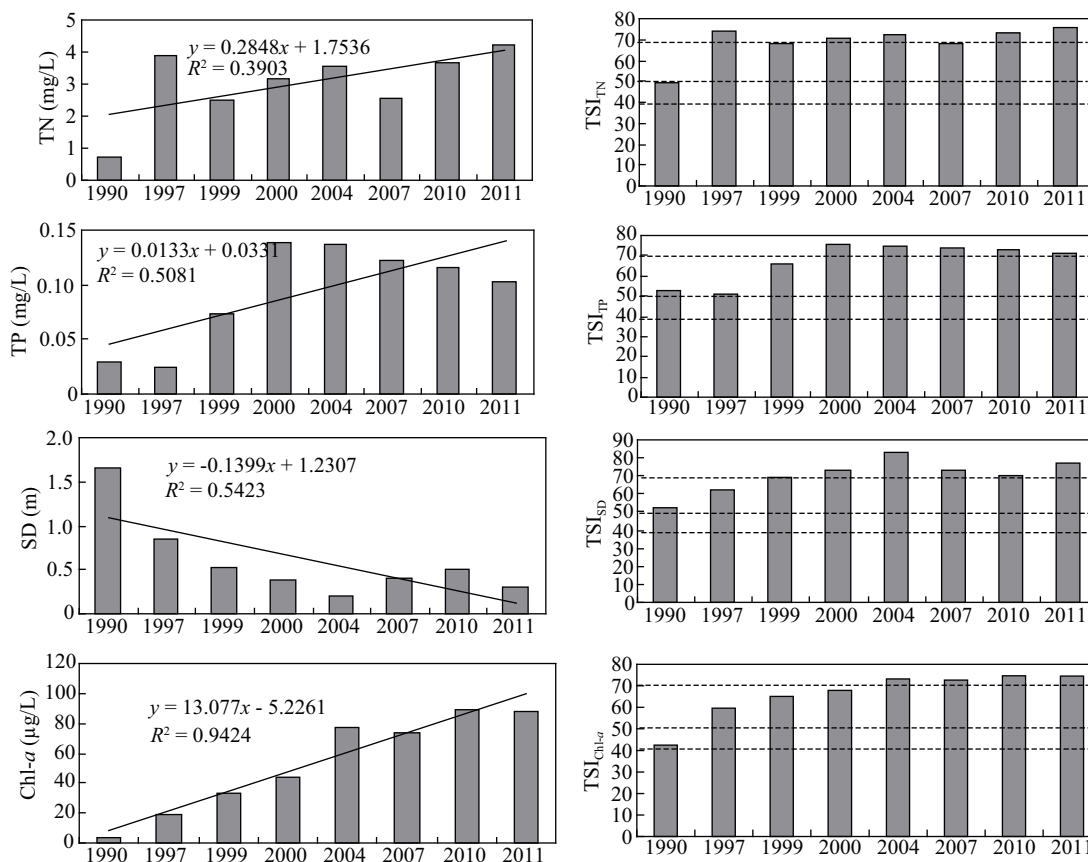 5
y = 0.2848x + 1.7536
4
R² = 0.3903
3
2
1
0
TN (mg/L)
1990 1997 1999 2000 2004 2007 2010 2011
80
70
60
50
40
30
20
10
0
TSI_TN
1990 1997 1999 2000 2004 2007 2010 2011
0.15
y = 0.0133x + 0.0331
R² = 0.5081
0.10
0.05
0
TP (mg/L)
1990 1997 1999 2000 2004 2007 2010 2011
80
70
60
50
40
30
20
10
0
TSI_TP
1990 1997 1999 2000 2004 2007 2010 2011
2.0
y = -0.1399x + 1.2307
R² = 0.5423
1.5
1.0
0.5
0
SD (m)
1990 1997 1999 2000 2004 2007 2010 2011
90
80
70
60
50
40
30
20
10
0
TSI_SD
1990 1997 1999 2000 2004 2007 2010 2011
120
100
y = 13.077x - 5.2261
80
R² = 0.9424
60
40
20
0
Chl-a (µg/L)
1990 1997 1999 2000 2004 2007 2010 2011
80
70
60
50
40
30
20
10
0
TSI_Chl-a
1990 1997 1999 2000 2004 2007 2010 2011